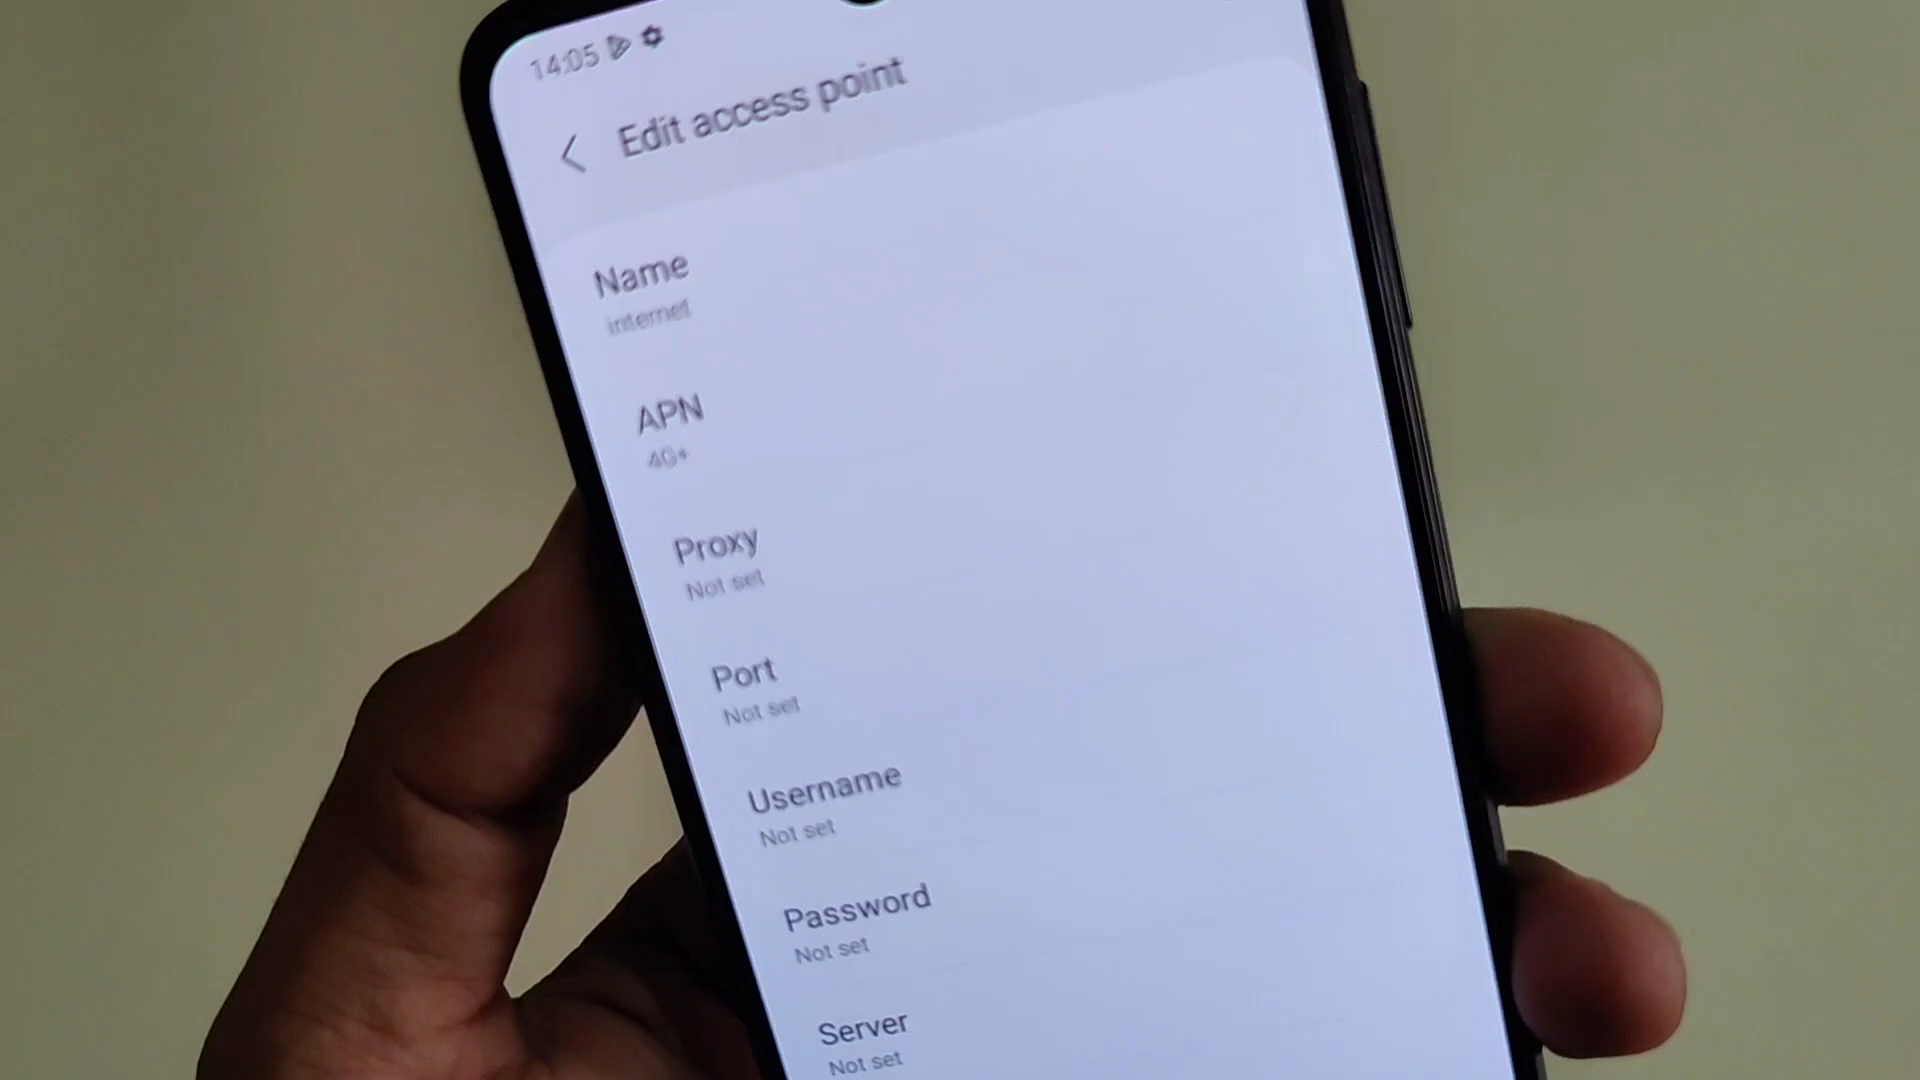 14:05
Edit access point
Name
internet
APN
4G+
Proxy
Not set
Port
Not set
Username
Not set
Password
Not set
Server
Not set